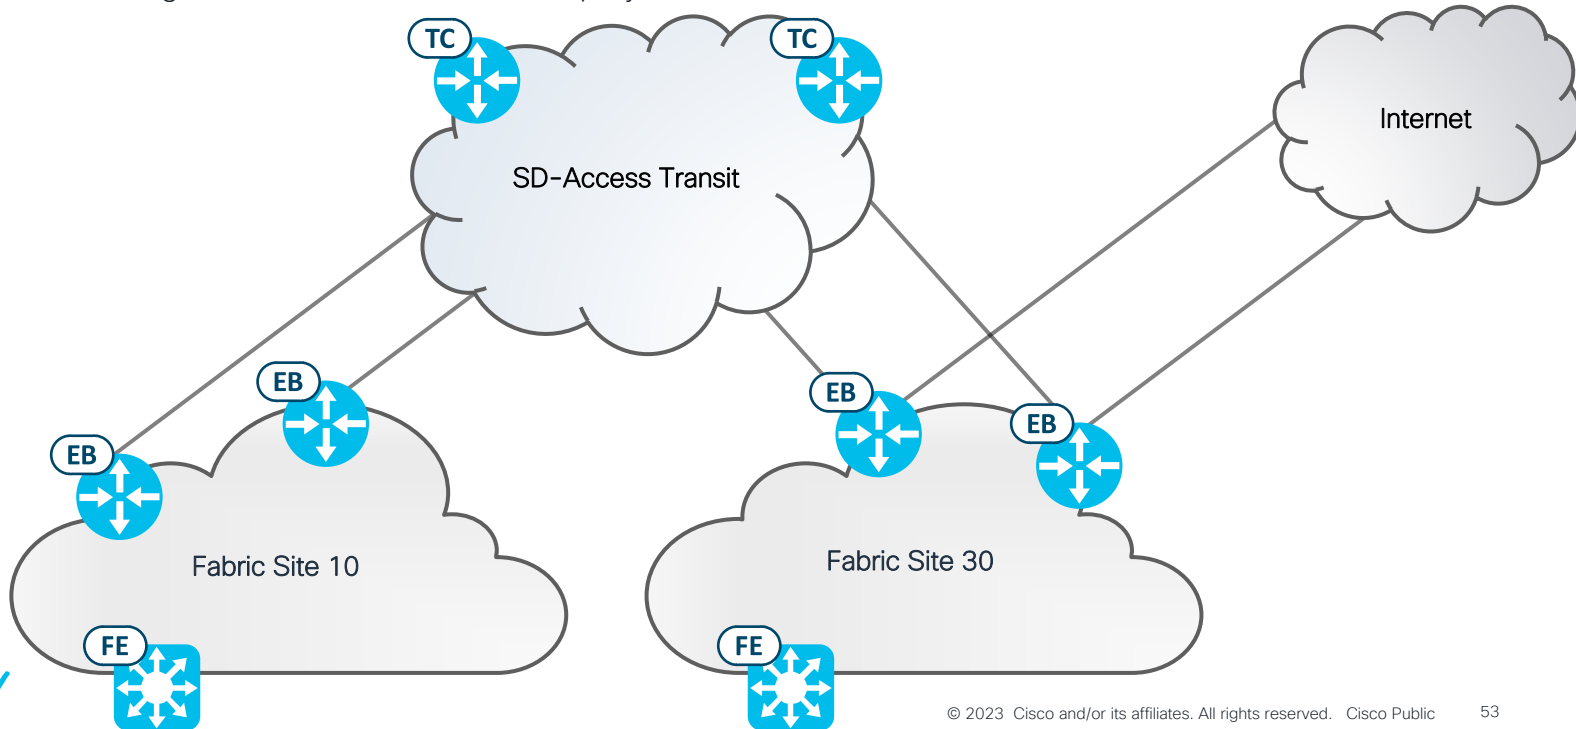 TC
TC
Internet
SD-Access Transit
EB
EB
EB
EB
Fabric Site 10
Fabric Site 30
FE
FE
© 2023 Cisco and/or its affiliates. All rights reserved. Cisco Public
53